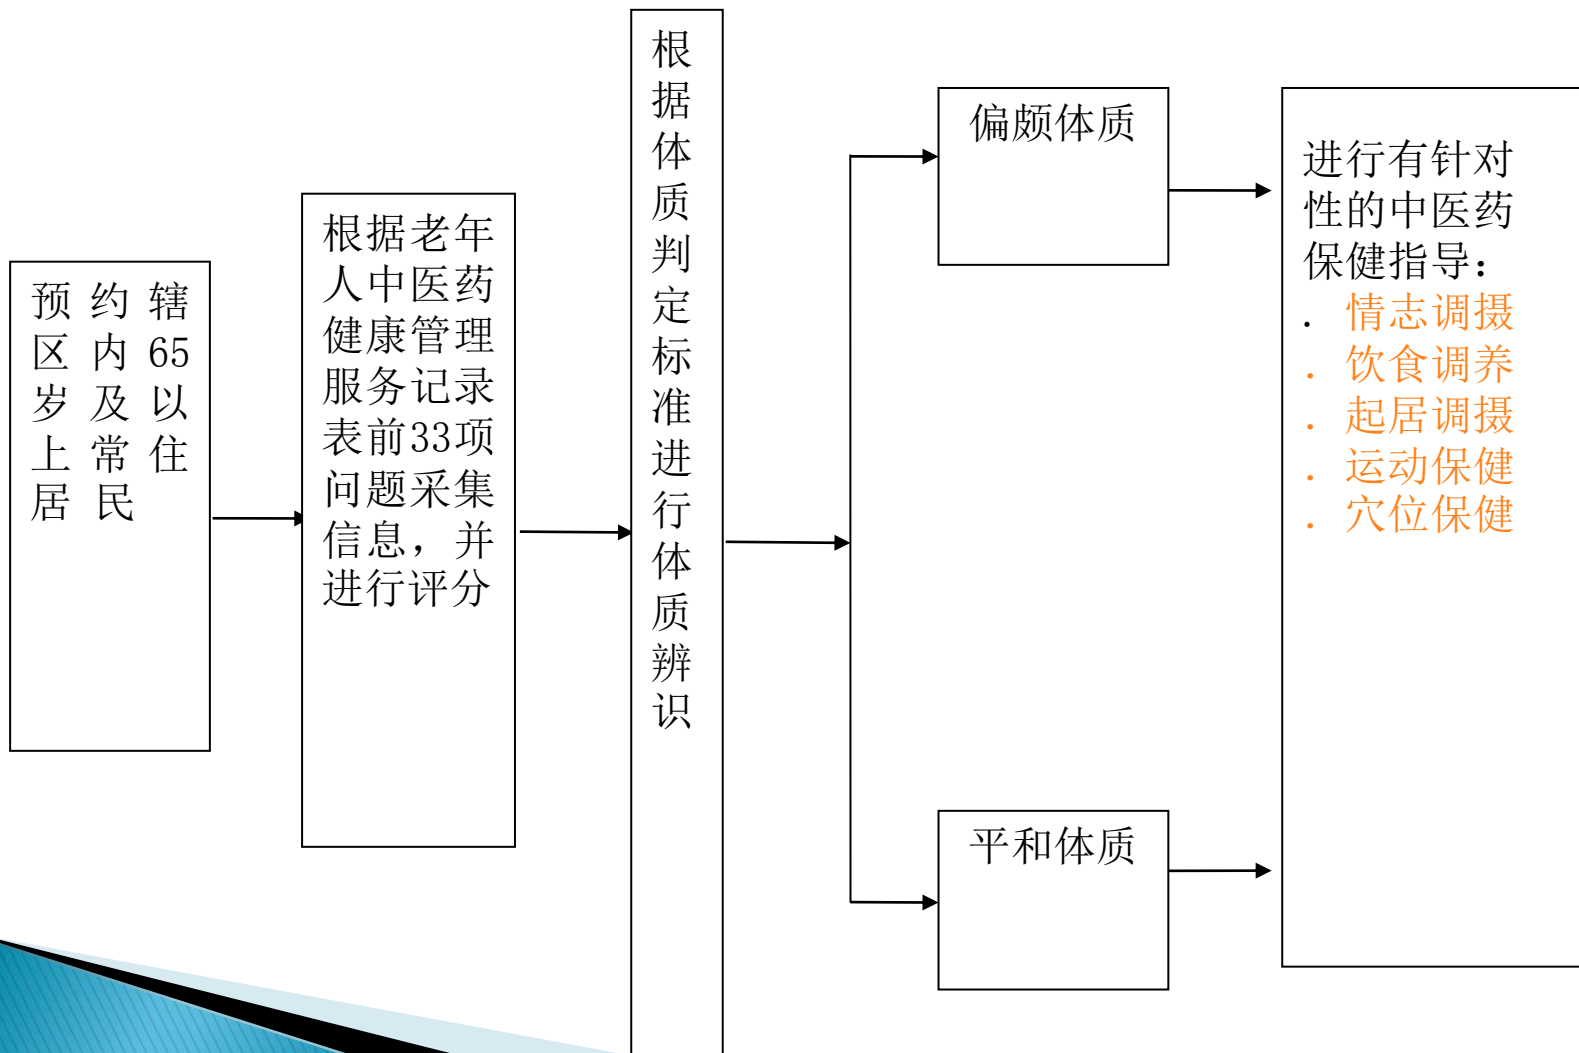 预 约 辖
区 内 65
岁 及 以
上 常 住
居 民
根据老年
人中医药
健康管理
服务记录
表前33项
问题采集
信息，并
进行评分
根
据
体
质
判
定
标
准
进
行
体
质
辨
识
偏颇体质
平和体质
进行有针对
性的中医药
保健指导：
. 情志调摄
. 饮食调养
. 起居调摄
. 运动保健
. 穴位保健